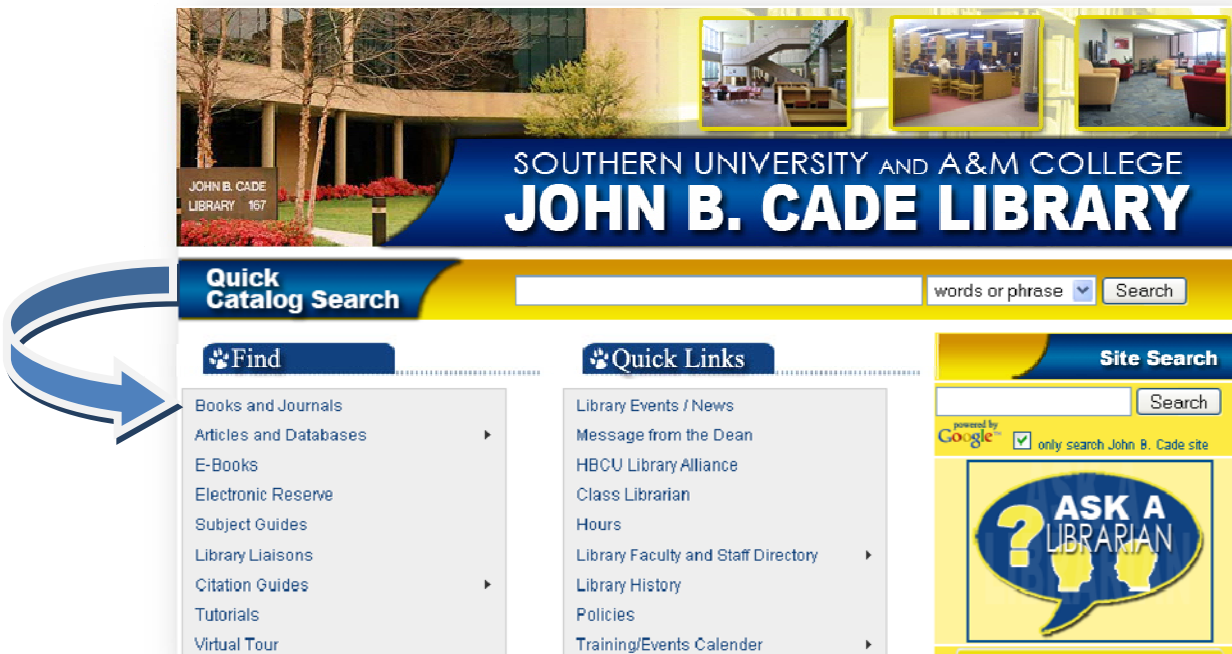 JOHN B. CADE
LIBRARY 167
SOUTHERN UNIVERSITY AND A&M COLLEGE
JOHN B. CADE LIBRARY
Quick
Catalog Search
words or phrase
Search
Find
Books and Journals
Articles and Databases
E-Books
Electronic Reserve
Subject Guides
Library Liaisons
Citation Guides
Tutorials
Virtual Tour
Quick Links
Library Events / News
Message from the Dean
HBCU Library Alliance
Class Librarian
Hours
Library Faculty and Staff Directory
Library History
Policies
Training/Events Calender
Site Search
Search
powered by
Google™
only search John B. Cade site
ASK A
LIBRARIAN